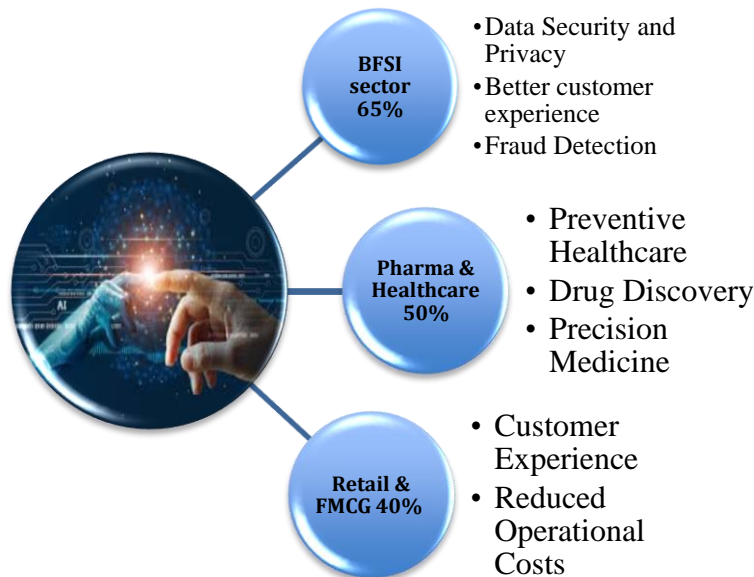 BFSI
sector
65%
•Data Security and
Privacy
•Better customer
experience
•Fraud Detection
AI
Pharma &
Healthcare
50%
• Preventive
Healthcare
• Drug Discovery
• Precision
Medicine
Retail &
FMCG 40%
• Customer
Experience
• Reduced
Operational
Costs